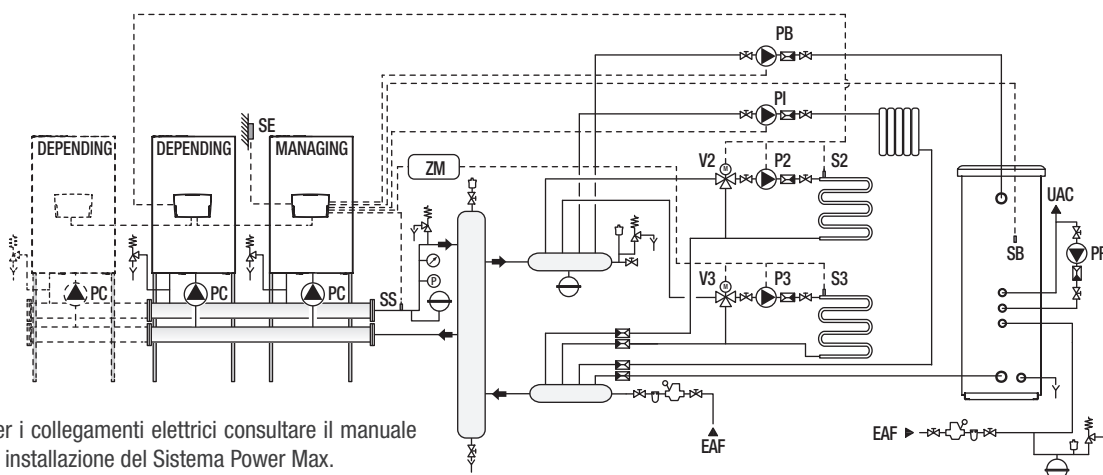 PB
PI
SE
DEPENDING
DEPENDING
MANAGING
ZM
V2
M
P2
S2
UAC
SB
PR
PC
PC
PC
SS
P
V3
M
P3
S3
EAF
EAF
er i collegamenti elettrici consultare il manuale
installazione del Sistema Power Max.